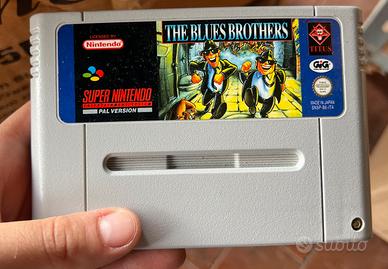 LICENSED BY
Nintendo
THE BLUES BROTHERS
TITUS
GiG
SUPER NINTENDO
ENTERTAINMENT SYSTEM
PAL VERSION
MADE IN JAPAN
SNSP-B6-ITA
subito